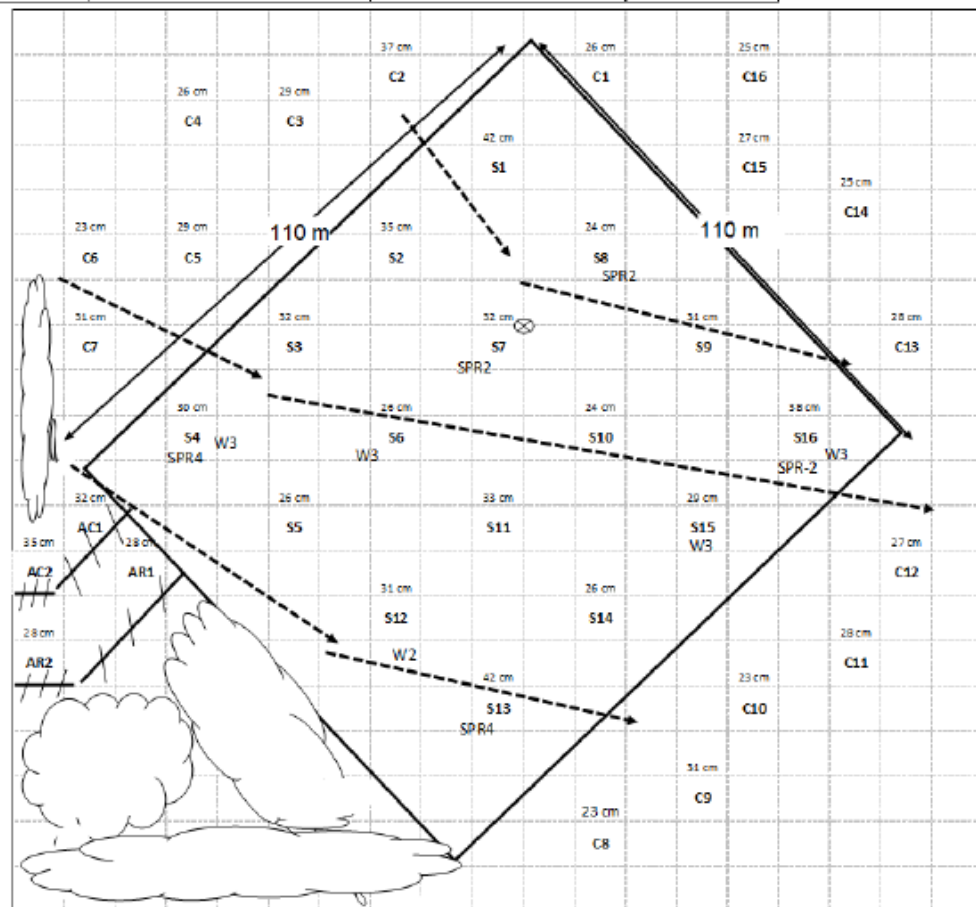 37 cm 26 cm 25 cm
C2 C1 C16
26 cm 29 cm
C4 C3
42 cm 27 cm
S1 C15
25 cm
C14
110 m 110 m
23 cm 29 cm 35 cm 24 cm
C6 C5 S2 S8
SPR2
31 cm 32 cm 32 cm 31 cm 28 cm
C7 S3 S7 S9 C13
SPR2
30 cm 26 cm 24 cm 38 cm
S4 S6 S10 S16
W3 W3 W3
SPR4 SPR-2
32 cm 26 cm 33 cm 29 cm
AC1 S5 S11 S15
W3
35 cm 28 cm 27 cm
AC2 AR1 C12
31 cm 26 cm
S12 S14
28 cm 28 cm
AR2 C11
W2
42 cm 23 cm
S13 C10
SPR4
31 cm
C9
23 cm
C8